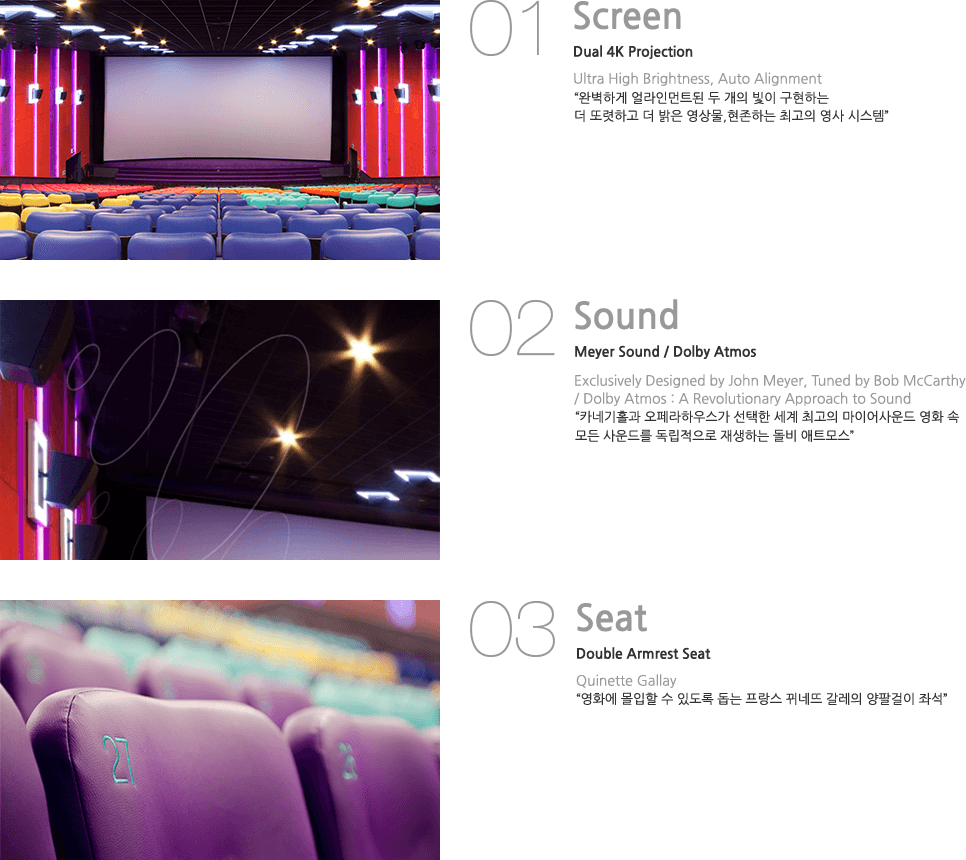 01
Screen
Dual 4K Projection
Ultra High Brightness, Auto Alignment
“완벽하게 얼라인먼트된 두 개의 빛이 구현하는
더 또렷하고 더 밝은 영상물,현존하는 최고의 영사 시스템”
02
Sound
Meyer Sound / Dolby Atmos
Exclusively Designed by John Meyer, Tuned by Bob McCarthy
/ Dolby Atmos : A Revolutionary Approach to Sound
“카네기홀과 오페라하우스가 선택한 세계 최고의 마이어사운드 영화 속
모든 사운드를 독립적으로 재생하는 돌비 애트모스”
27
03
Seat
Double Armrest Seat
Quinette Gallay
“영화에 몰입할 수 있도록 돕는 프랑스 뀌네뜨 갈레의 양팔걸이 좌석”